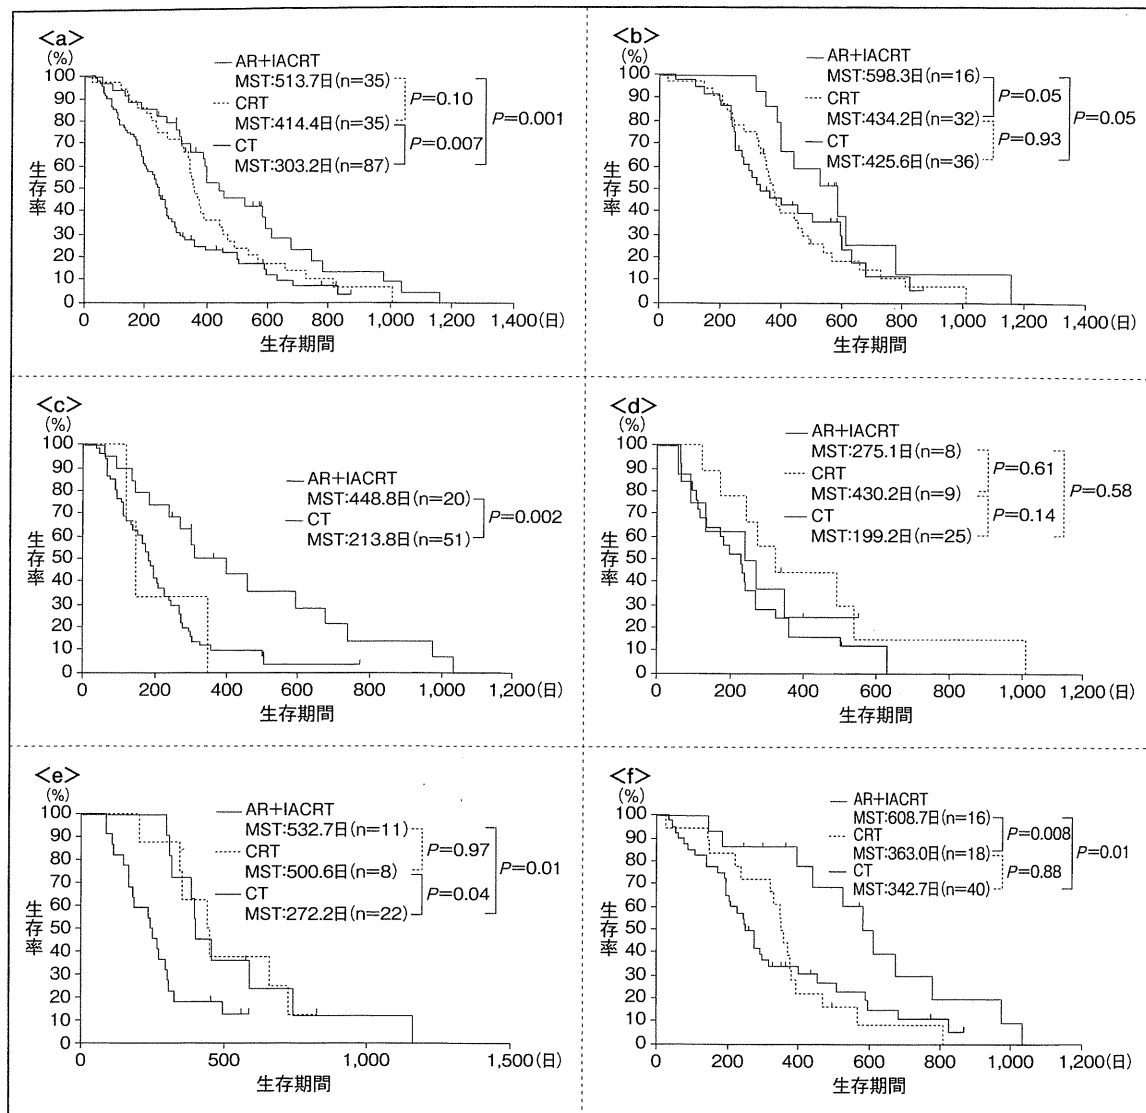 <a>
(%)
AR+IACRT
MST:513.7日(n=35)
CRT
MST:414.4日(n=35)
CT
MST:303.2日(n=87)
P=0.10
P=0.007
P=0.001
100
90
80
70
60
50
40
30
20
10
0
生存率
0 200 400 600 800 1,000 1,200 1,400(日)
生存期間
<b>
(%)
AR+IACRT
MST:598.3日(n=16)
CRT
MST:434.2日(n=32)
CT
MST:425.6日(n=36)
P=0.05
P=0.93
P=0.05
100
90
80
70
60
50
40
30
20
10
0
生存率
0 200 400 600 800 1,000 1,200 1,400(日)
生存期間
<c>
(%)
AR+IACRT
MST:448.8日(n=20)
CT
MST:213.8日(n=51)
P=0.002
100
90
80
70
60
50
40
30
20
10
0
生存率
0 200 400 600 800 1,000 1,200(日)
生存期間
<d>
(%)
AR+IACRT
MST:275.1日(n=8)
CRT
MST:430.2日(n=9)
CT
MST:199.2日(n=25)
P=0.61
P=0.14
P=0.58
100
90
80
70
60
50
40
30
20
10
0
生存率
0 200 400 600 800 1,000 1,200(日)
生存期間
<e>
(%)
AR+IACRT
MST:532.7日(n=11)
CRT
MST:500.6日(n=8)
CT
MST:272.2日(n=22)
P=0.97
P=0.04
P=0.01
100
90
80
70
60
50
40
30
20
10
0
生存率
0 500 1,000 1,500(日)
生存期間
<f>
(%)
AR+IACRT
MST:608.7日(n=16)
CRT
MST:363.0日(n=18)
CT
MST:342.7日(n=40)
P=0.008
P=0.88
P=0.01
100
90
80
70
60
50
40
30
20
10
0
生存率
0 200 400 600 800 1,000 1,200(日)
生存期間